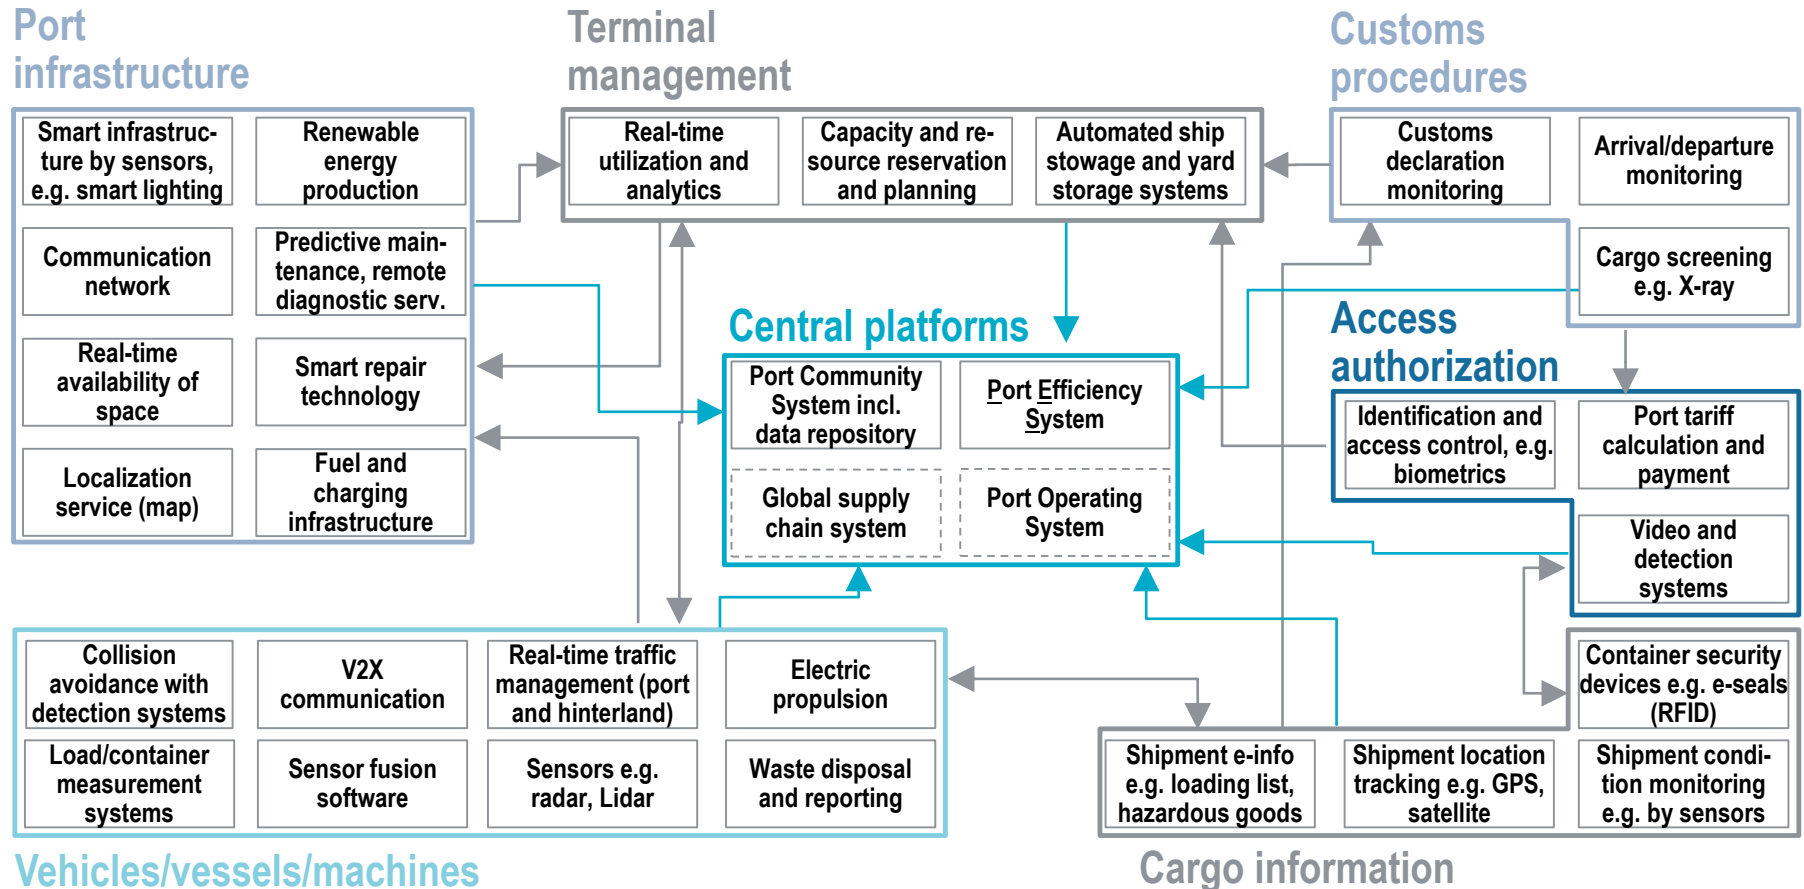 Port
infrastructure
Smart infrastruc-
ture by sensors,
e.g. smart lighting
Renewable
energy
production
Communication
network
Predictive main-
tenance, remote
diagnostic serv.
Real-time
availability of
space
Smart repair
technology
Localization
service (map)
Fuel and
charging
infrastructure
Terminal
management
Real-time
utilization and
analytics
Capacity and re-
source reservation
and planning
Automated ship
stowage and yard
storage systems
Customs
procedures
Customs
declaration
monitoring
Arrival/departure
monitoring
Cargo screening
e.g. X-ray
Central platforms
Port Community
System incl.
data repository
Port Efficiency
System
Global supply
chain system
Port Operating
System
Access
authorization
Identification and
access control, e.g.
biometrics
Port tariff
calculation and
payment
Video and
detection
systems
Collision
avoidance with
detection systems
V2X
communication
Real-time traffic
management (port
and hinterland)
Electric
propulsion
Load/container
measurement
systems
Sensor fusion
software
Sensors e.g.
radar, Lidar
Waste disposal
and reporting
Vehicles/vessels/machines
Container security
devices e.g. e-seals
(RFID)
Shipment e-info
e.g. loading list,
hazardous goods
Shipment location
tracking e.g. GPS,
satellite
Shipment condi-
tion monitoring
e.g. by sensors
Cargo information